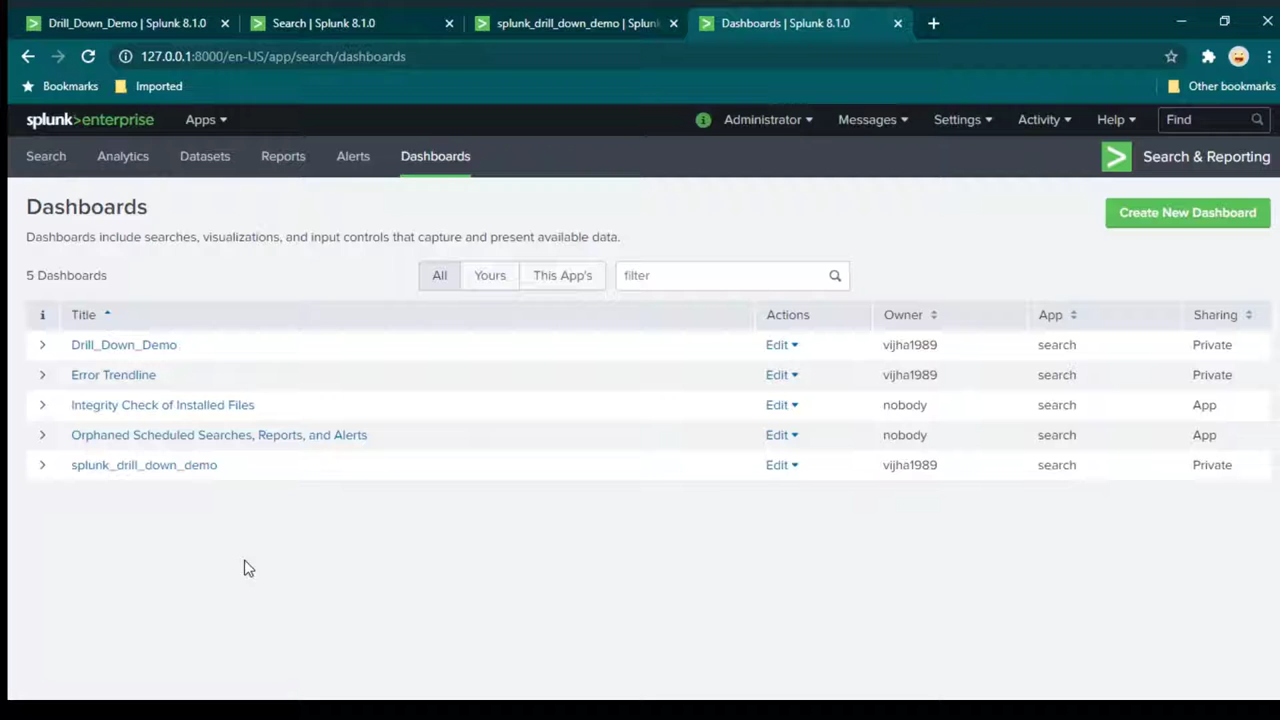 Drill_Down_Demo | Splunk 8.1.0
Search | Splunk 8.1.0
splunk_drill_down_demo | Splun
Dashboards | Splunk 8.1.0
127.0.0.1:8000/en-US/app/search/dashboards
Bookmarks
Imported
Other bookmarks
splunk>enterprise
Apps
i
Administrator
Messages
Settings
Activity
Help
Find
Search
Analytics
Datasets
Reports
Alerts
Dashboards
Search & Reporting
Dashboards
Create New Dashboard
Dashboards include searches, visualizations, and input controls that capture and present available data.
5 Dashboards
All
Yours
This App's
filter
i Title Actions Owner App Sharing
Drill_Down_Demo Edit vijha1989 search Private
Error Trendline Edit vijha1989 search Private
Integrity Check of Installed Files Edit nobody search App
Orphaned Scheduled Searches, Reports, and Alerts Edit nobody search App
splunk_drill_down_demo Edit vijha1989 search Private